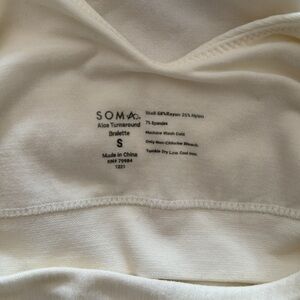 SOMA
Aloe Turnaround
Bralette
S
Made in China
RN# 79984
1221
Shell 68% Rayon 25% Nylon
7% Spandex
Machine Wash Cold
Only Non-Chlorine Bleach
Tumble Dry Low Cool Iron